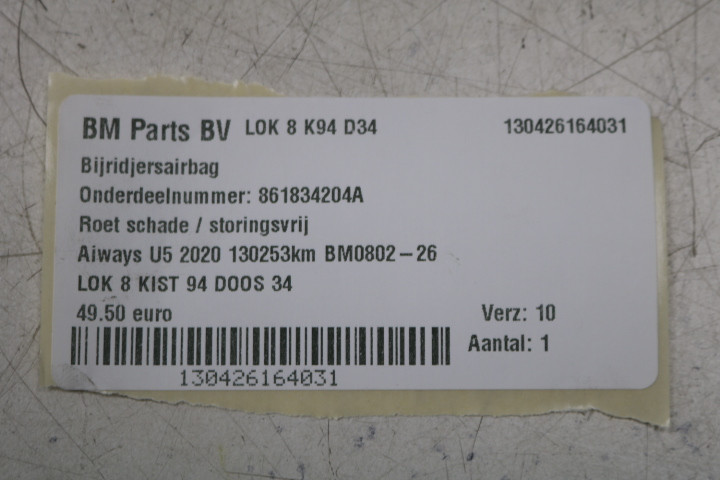 BM Parts BV LOK 8 K94 D34 130426164031
Bijridjersairbag
Onderdeelnummer: 861834204A
Roet schade / storingsvrij
Aiways U5 2020 130253km BM0802-26
LOK 8 KIST 94 DOOS 34
49.50 euro Verz: 10
Aantal: 1
130426164031